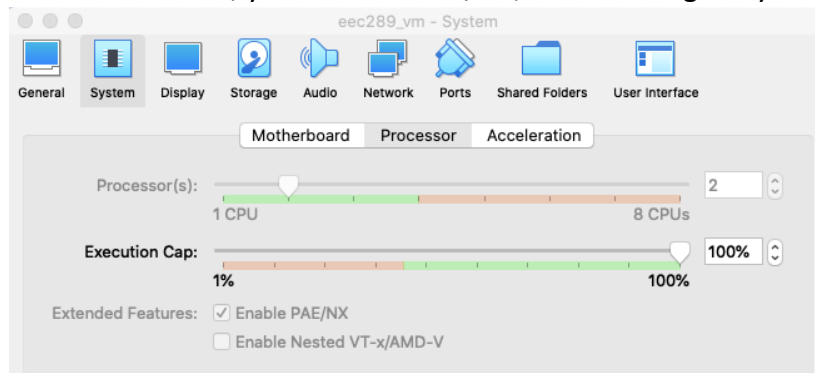 eec289_vm - System
General System Display Storage Audio Network Ports Shared Folders User Interface
Motherboard Processor Acceleration
Processor(s): 2
1 CPU 8 CPUs
Execution Cap: 100%
1% 100%
Extended Features: Enable PAE/NX
Enable Nested VT-x/AMD-V